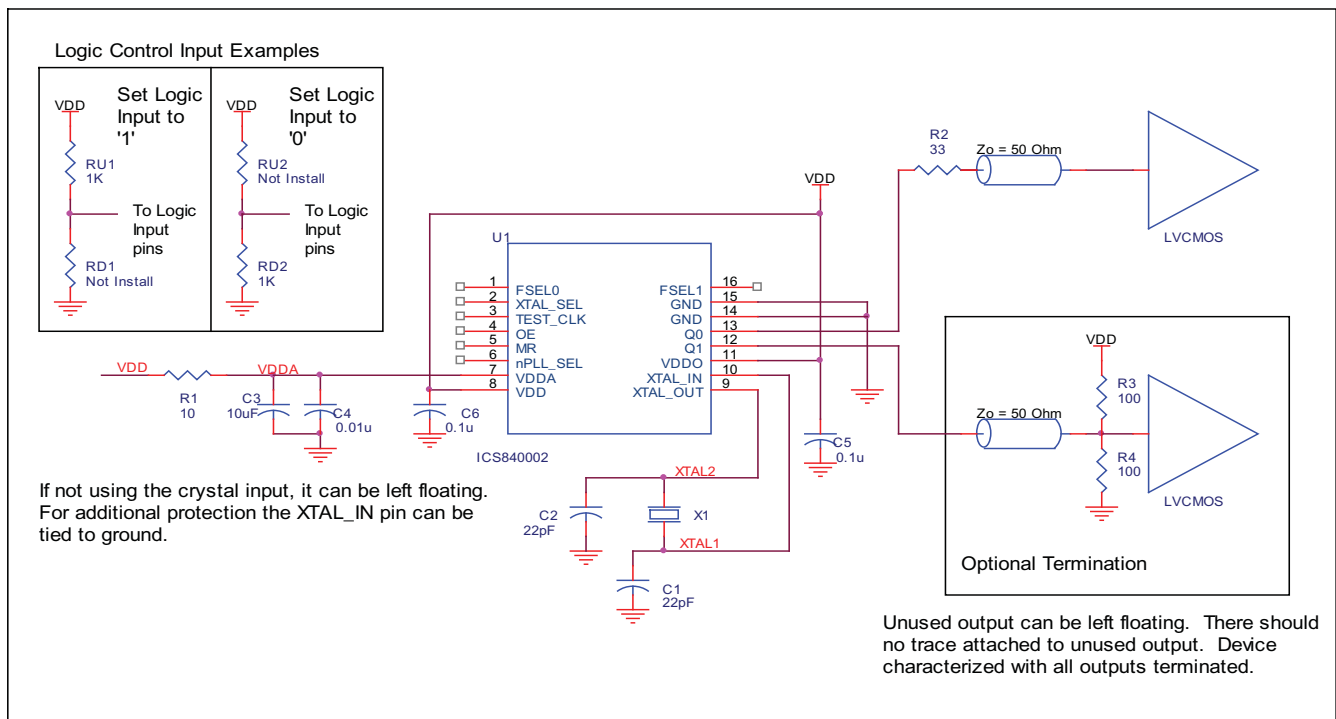 Logic Control Input Examples
VDD
Set Logic
Input to
'1'
RU1
1K
To Logic
Input
pins
RD1
Not Install
VDD
Set Logic
Input to
'0'
RU2
Not Install
To Logic
Input
pins
RD2
1K
VDD
R1
10
VDDA
C3
10uF
C4
0.01u
C6
0.1u
U1
1
FSEL0
2
XTAL_SEL
3
TEST_CLK
4
OE
5
MR
6
nPLL_SEL
7
VDDA
8
VDD
FSEL1
16
GND
15
GND
14
Q0
13
Q1
12
VDDO
11
XTAL_IN
10
XTAL_OUT
9
ICS840002
VDD
C5
0.1u
XTAL2
C2
22pF
X1
XTAL1
C1
22pF
R2
33
Zo = 50 Ohm
LVCMOS
VDD
R3
100
Zo = 50 Ohm
R4
100
LVCMOS
Optional Termination
If not using the crystal input, it can be left floating.
For additional protection the XTAL_IN pin can be
tied to ground.
Unused output can be left floating. There should
no trace attached to unused output. Device
characterized with all outputs terminated.